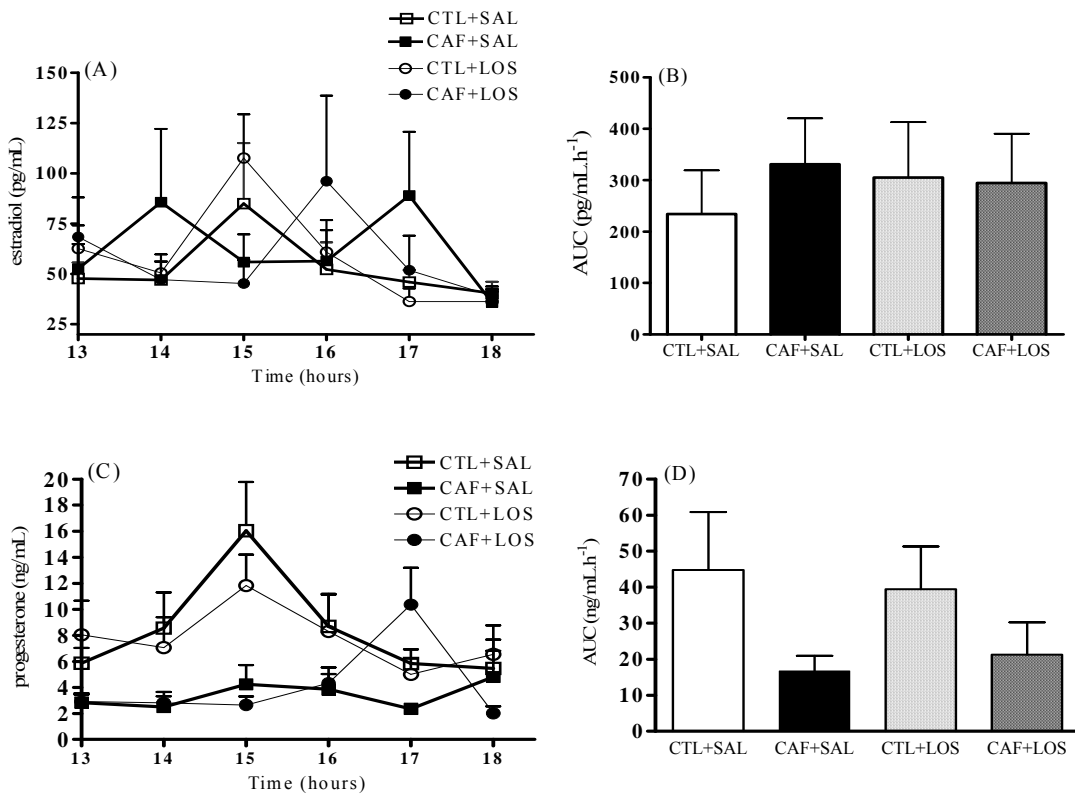 CTL+SAL
CAF+SAL
CTL+LOS
CAF+LOS
(A)
estradiol (pg/mL)
150
125
100
75
50
25
13 14 15 16 17 18
Time (hours)
(B)
AUC (pg/mL.h-1)
500
400
300
200
100
0
CTL+SAL CAF+SAL CTL+LOS CAF+LOS
(C)
CTL+SAL
CAF+SAL
CTL+LOS
CAF+LOS
progesterone (ng/mL)
20
18
16
14
12
10
8
6
4
2
0
13 14 15 16 17 18
Time (hours)
(D)
AUC (ng/mL.h-1)
70
60
50
40
30
20
10
0
CTL+SAL CAF+SAL CTL+LOS CAF+LOS